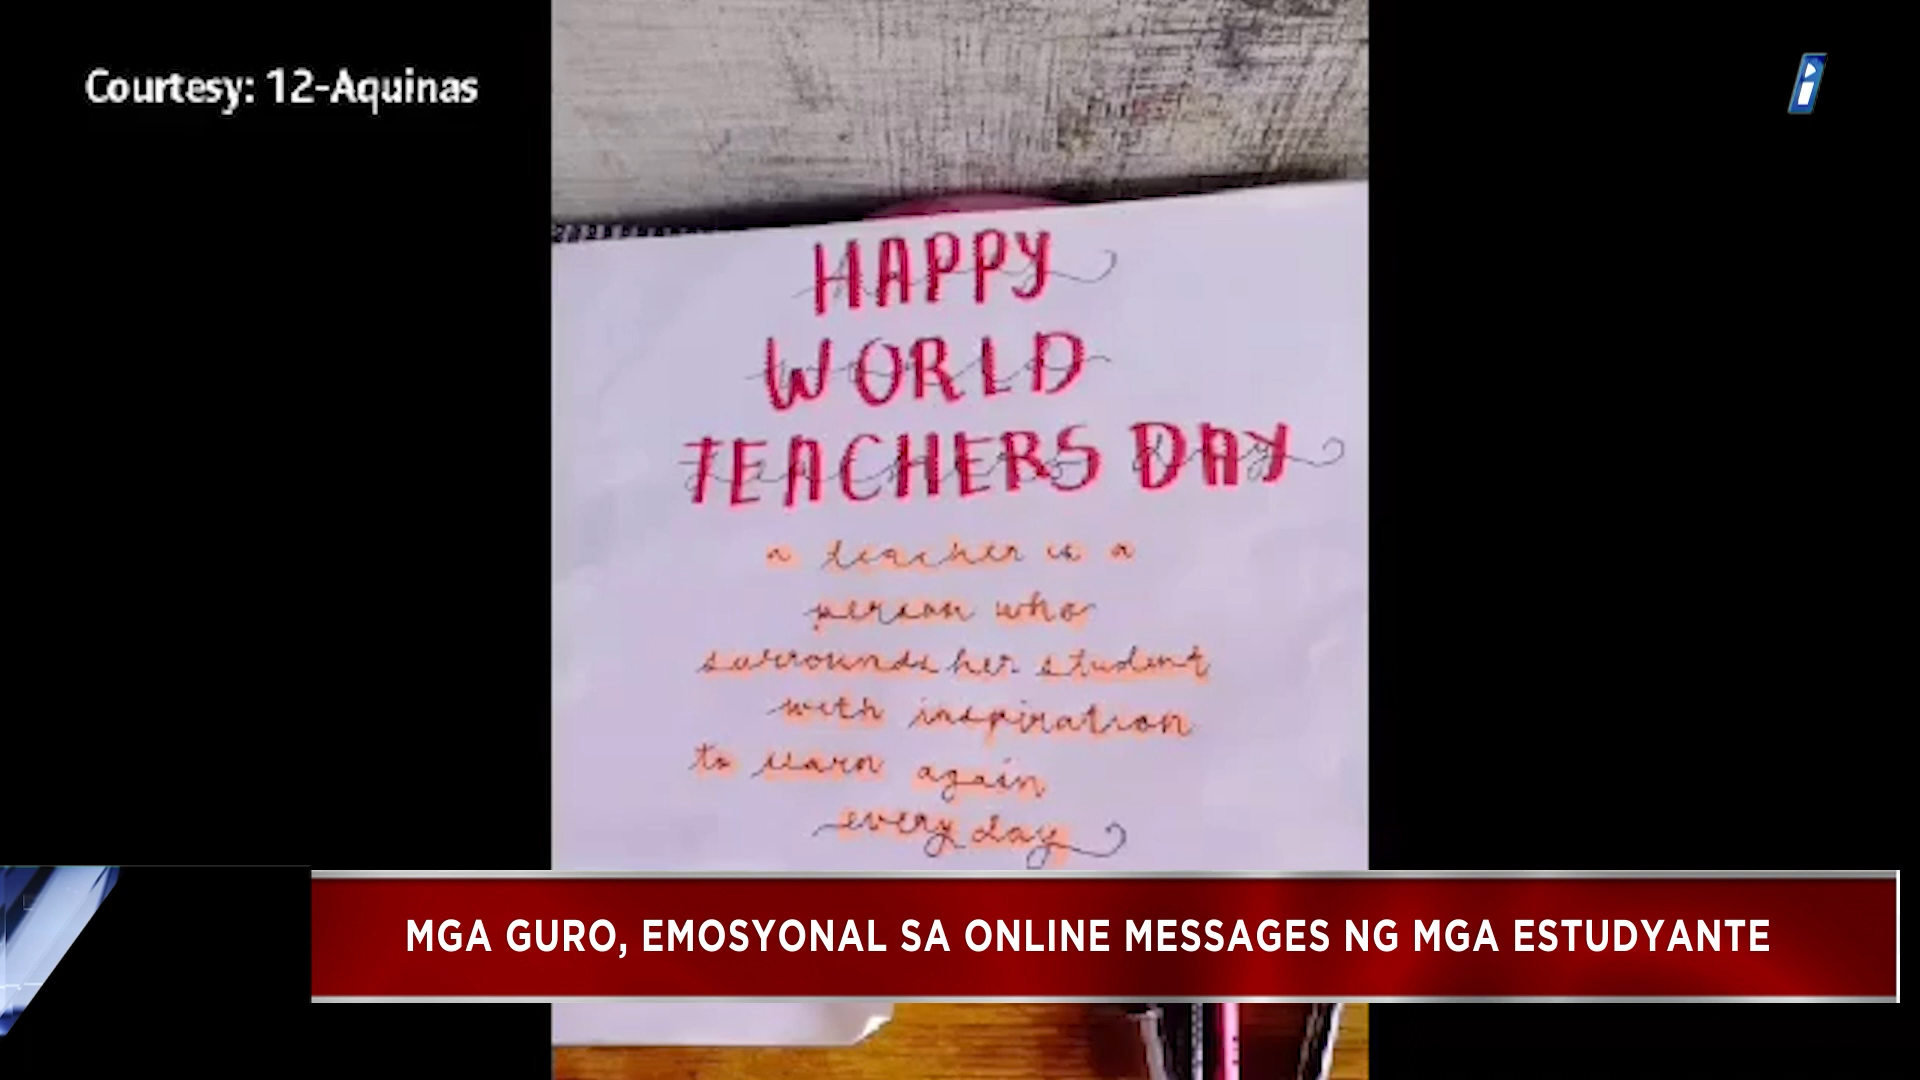 Courtesy: 12-Aquinas
HAPPY
WORLD
TEACHERS DAY
a teacher is a
person who
surrounds her student
with inspiration
to learn again
every day
MGA GURO, EMOSYONAL SA ONLINE MESSAGES NG MGA ESTUDYANTE